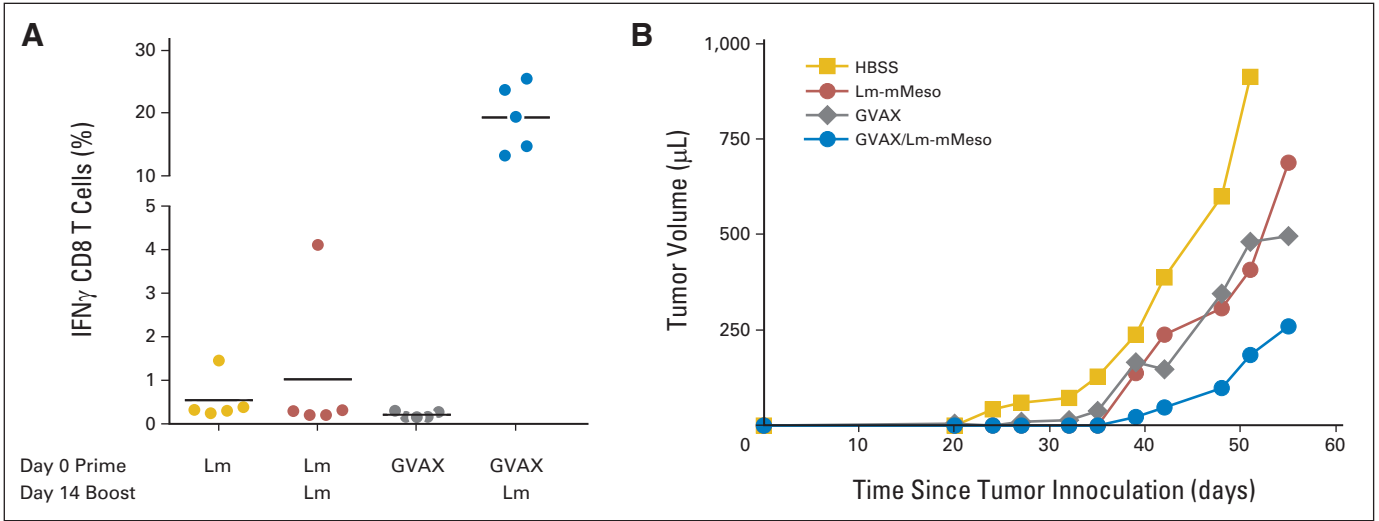 A
IFNγ CD8 T Cells (%)
30
20
10
5
4
3
2
1
0
Day 0 Prime Lm Lm GVAX GVAX
Day 14 Boost Lm Lm
B
Tumor Volume (μL)
1,000
750
500
250
HBSS
Lm-mMeso
GVAX
GVAX/Lm-mMeso
0 10 20 30 40 50 60
Time Since Tumor Innoculation (days)